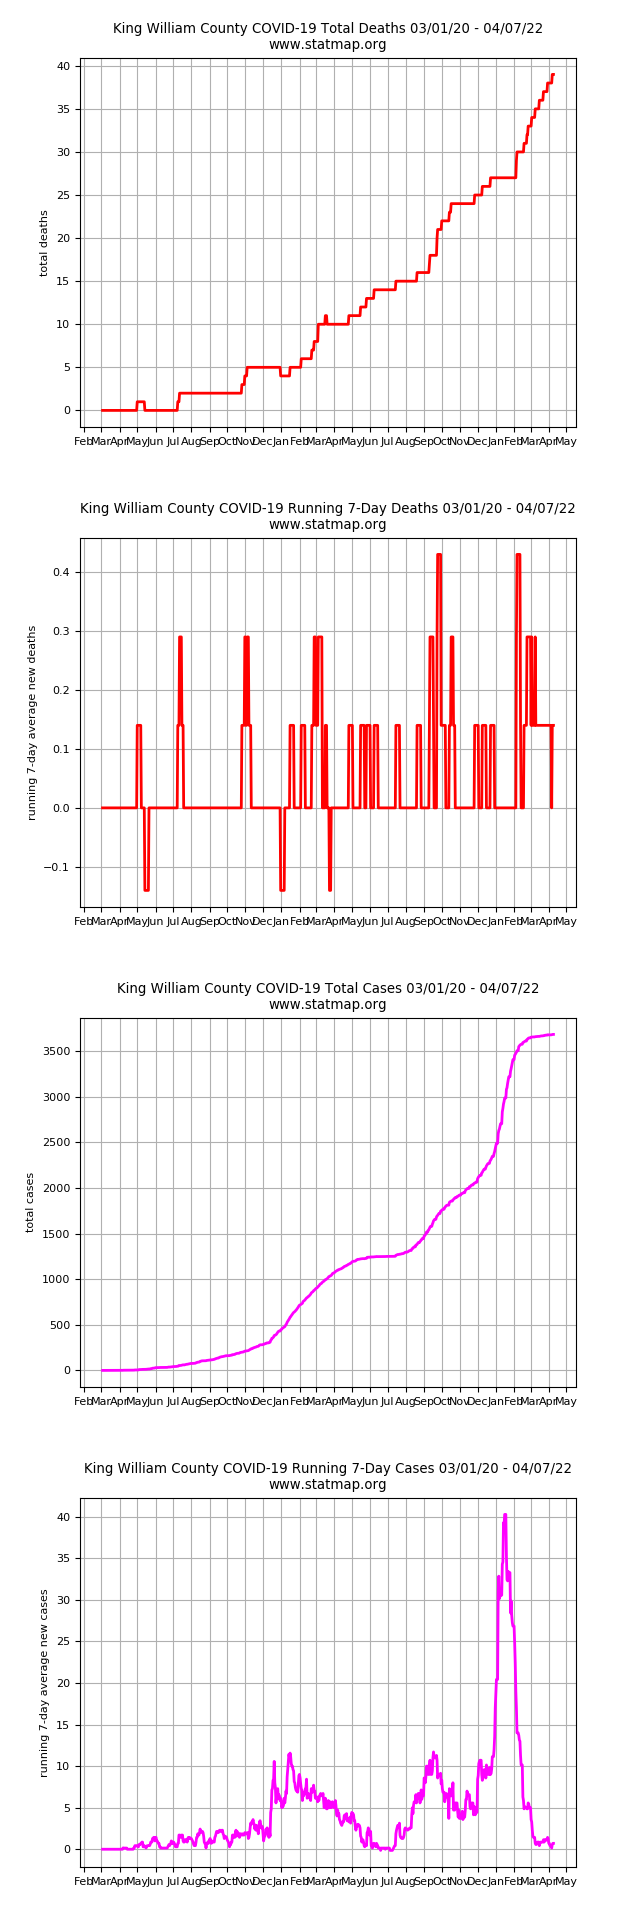 King William County COVID-19 Total Deaths 03/01/20 - 04/07/22
www.statmap.org
40
35
30
25
20
15
10
5
0
total deaths
Feb Mar Apr May Jun Jul Aug Sep Oct Nov Dec Jan Feb Mar Apr May Jun Jul Aug Sep Oct Nov Dec Jan Feb Mar Apr May
King William County COVID-19 Running 7-Day Deaths 03/01/20 - 04/07/22
www.statmap.org
0.4
0.3
0.2
0.1
0.0
−0.1
running 7-day average new deaths
Feb Mar Apr May Jun Jul Aug Sep Oct Nov Dec Jan Feb Mar Apr May Jun Jul Aug Sep Oct Nov Dec Jan Feb Mar Apr May
King William County COVID-19 Total Cases 03/01/20 - 04/07/22
www.statmap.org
3500
3000
2500
2000
1500
1000
500
0
total cases
Feb Mar Apr May Jun Jul Aug Sep Oct Nov Dec Jan Feb Mar Apr May Jun Jul Aug Sep Oct Nov Dec Jan Feb Mar Apr May
King William County COVID-19 Running 7-Day Cases 03/01/20 - 04/07/22
www.statmap.org
40
35
30
25
20
15
10
5
0
running 7-day average new cases
Feb Mar Apr May Jun Jul Aug Sep Oct Nov Dec Jan Feb Mar Apr May Jun Jul Aug Sep Oct Nov Dec Jan Feb Mar Apr May